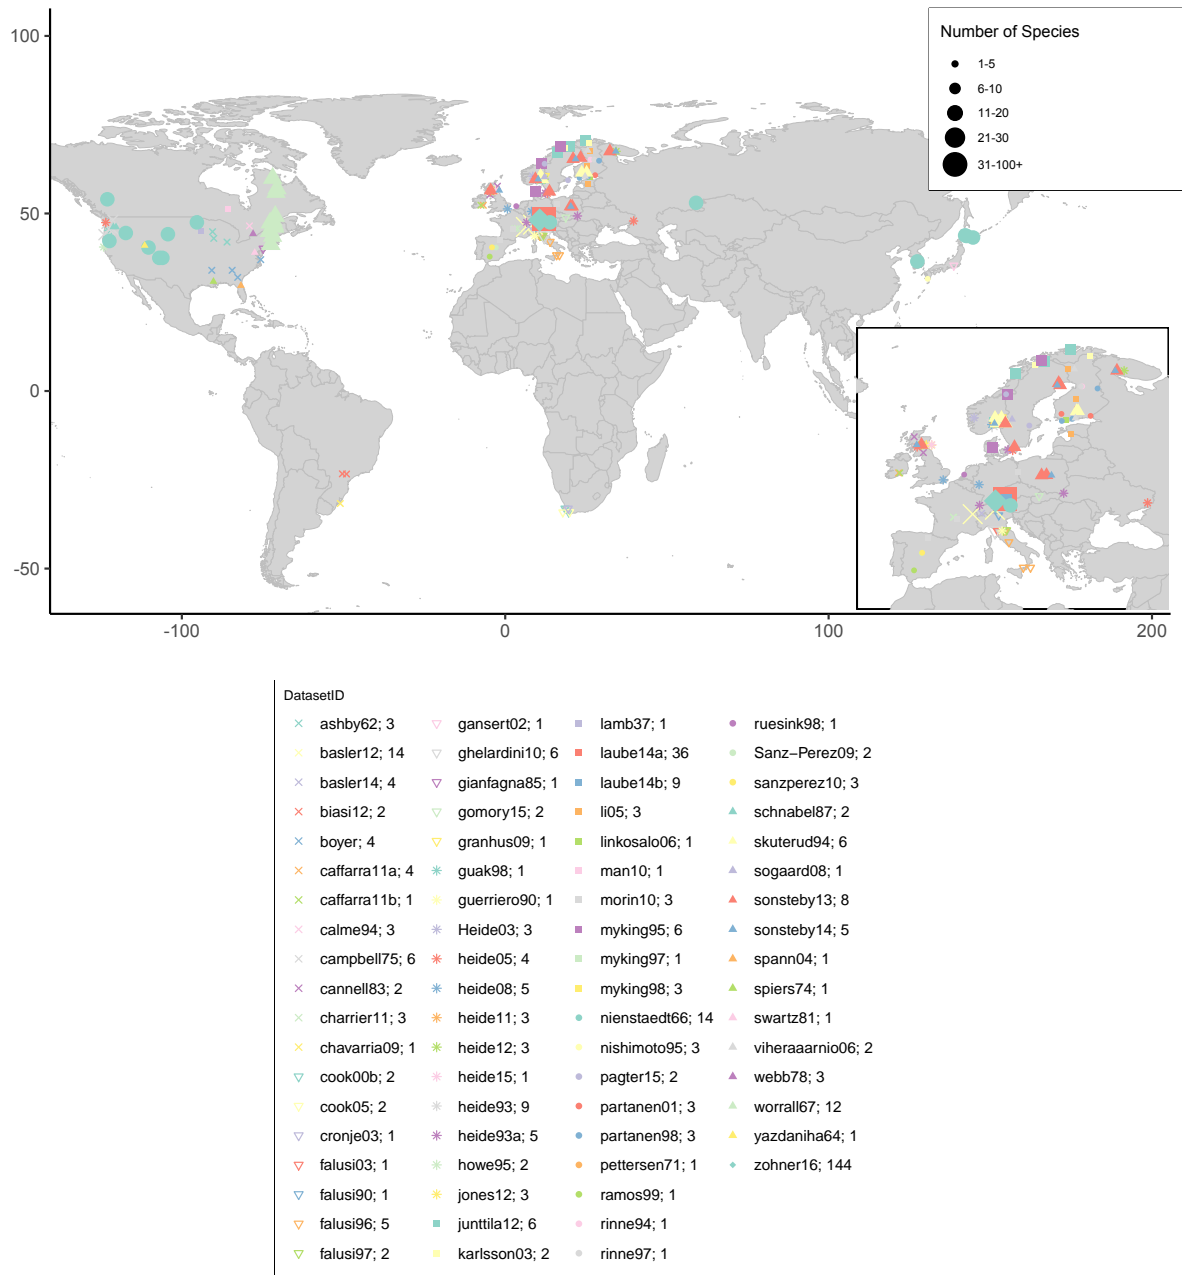 100
50
0
-50
-100
0
100
200
Number of Species
1-5
6-10
11-20
21-30
31-100+
DatasetID
ashby62; 3
basler12; 14
basler14; 4
biasi12; 2
boyer; 4
caffarra11a; 4
caffarra11b; 1
calme94; 3
campbell75; 6
cannell83; 2
charrier11; 3
chavarria09; 1
cook00b; 2
cook05; 2
cronje03; 1
falusi03; 1
falusi90; 1
falusi96; 5
falusi97; 2
gansert02; 1
ghelardini10; 6
gianfagna85; 1
gomory15; 2
granhus09; 1
guak98; 1
guerriero90; 1
Heide03; 3
heide05; 4
heide08; 5
heide11; 3
heide12; 3
heide15; 1
heide93; 9
heide93a; 5
howe95; 2
jones12; 3
junttila12; 6
karlsson03; 2
lamb37; 1
laube14a; 36
laube14b; 9
li05; 3
linkosalo06; 1
man10; 1
morin10; 3
myking95; 6
myking97; 1
myking98; 3
nienstaedt66; 14
nishimoto95; 3
pagter15; 2
partanen01; 3
partanen98; 3
pettersen71; 1
ramos99; 1
rinne94; 1
rinne97; 1
ruesink98; 1
Sanz−Perez09; 2
sanzperez10; 3
schnabel87; 2
skuterud94; 6
sogaard08; 1
sonsteby13; 8
sonsteby14; 5
spann04; 1
spiers74; 1
swartz81; 1
viheraaarnio06; 2
webb78; 3
worrall67; 12
yazdaniha64; 1
zohner16; 144